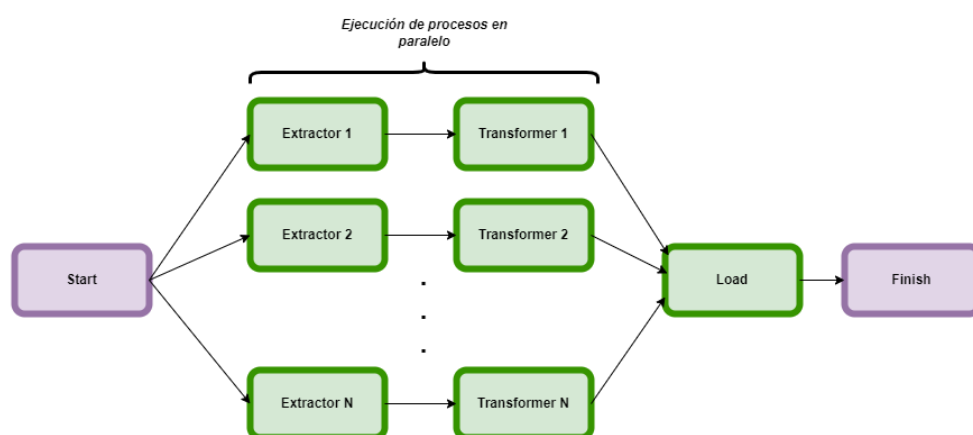 Ejecución de procesos en
paralelo
Extractor 1
Transformer 1
Extractor 2
Transformer 2
Start
Load
Finish
.
.
.
Extractor N
Transformer N